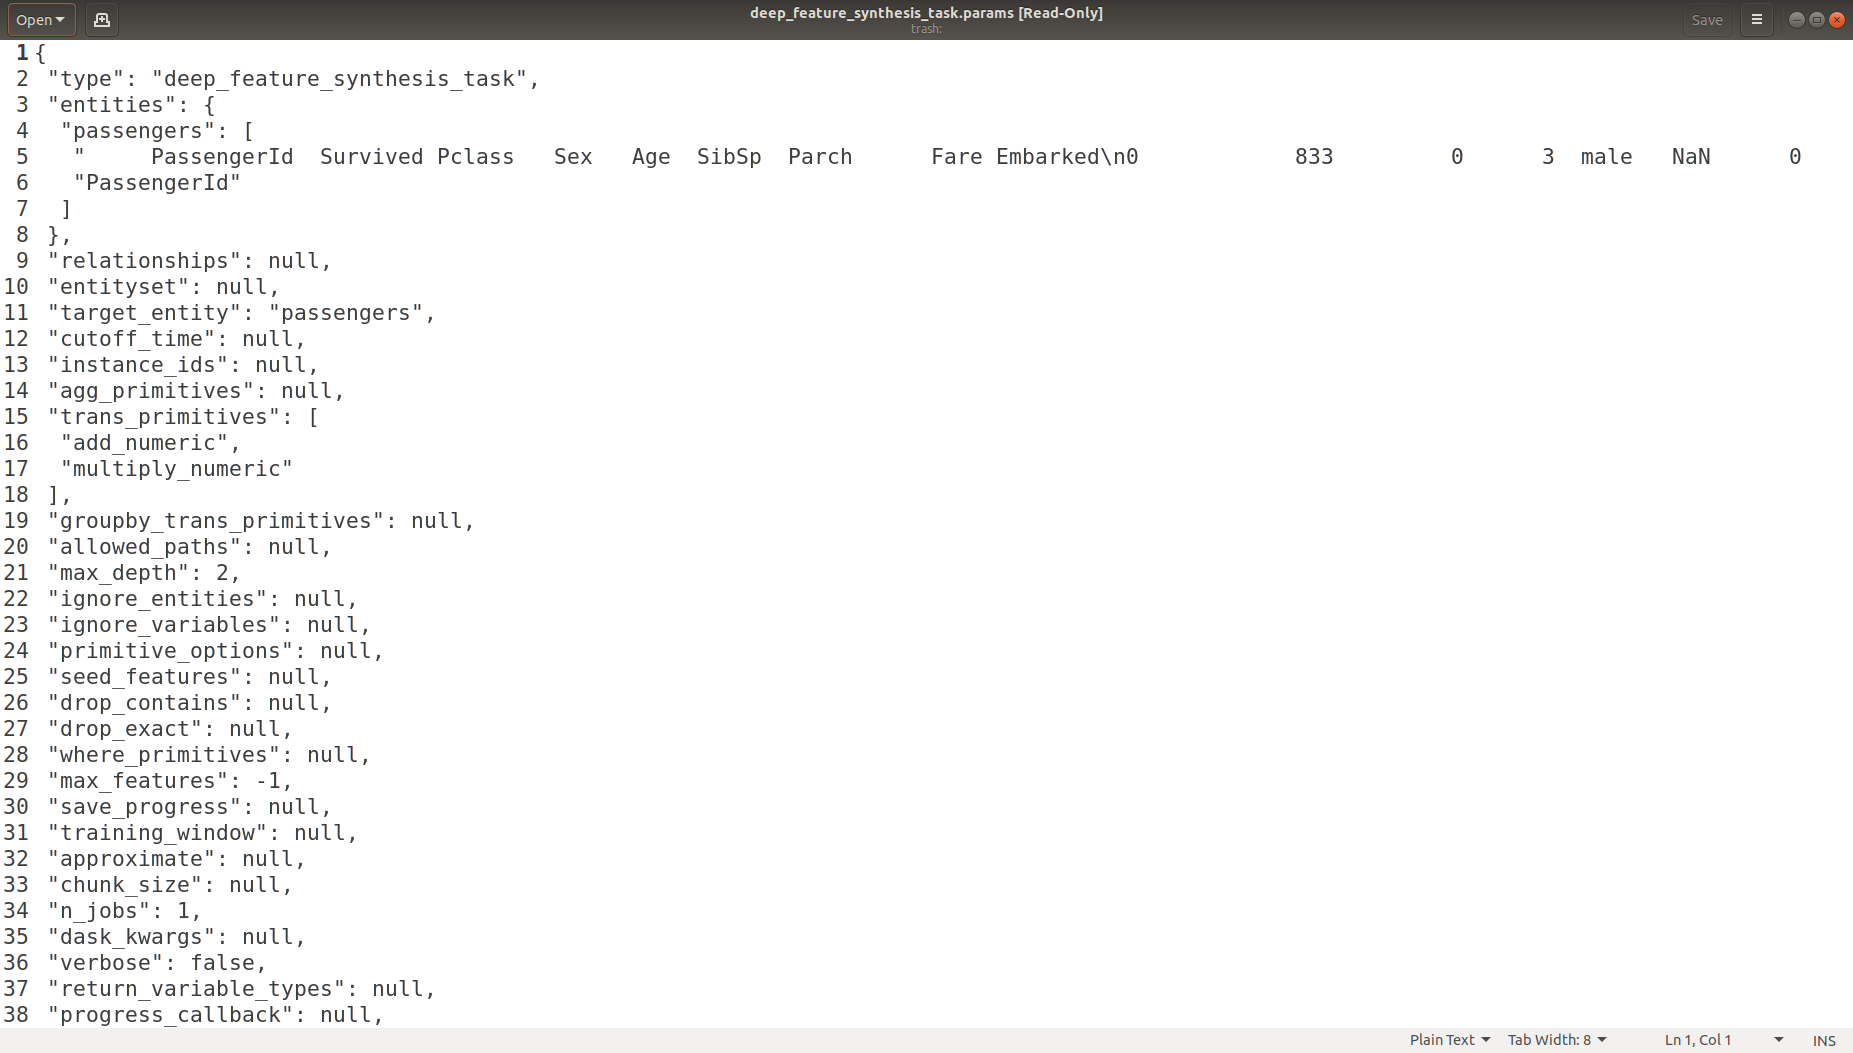 Open
deep_feature_synthesis_task.params [Read-Only]
trash:
Save
1 {
2  "type": "deep_feature_synthesis_task",
3  "entities": {
4   "passengers": [
5    "     PassengerId  Survived Pclass   Sex   Age  SibSp  Parch      Fare Embarked\n0            833         0      3  male   NaN      0
6    "PassengerId"
7   ]
8  },
9  "relationships": null,
10  "entityset": null,
11  "target_entity": "passengers",
12  "cutoff_time": null,
13  "instance_ids": null,
14  "agg_primitives": null,
15  "trans_primitives": [
16   "add_numeric",
17   "multiply_numeric"
18  ],
19  "groupby_trans_primitives": null,
20  "allowed_paths": null,
21  "max_depth": 2,
22  "ignore_entities": null,
23  "ignore_variables": null,
24  "primitive_options": null,
25  "seed_features": null,
26  "drop_contains": null,
27  "drop_exact": null,
28  "where_primitives": null,
29  "max_features": -1,
30  "save_progress": null,
31  "training_window": null,
32  "approximate": null,
33  "chunk_size": null,
34  "n_jobs": 1,
35  "dask_kwargs": null,
36  "verbose": false,
37  "return_variable_types": null,
38  "progress_callback": null,
Plain Text Tab Width: 8 Ln 1, Col 1 INS